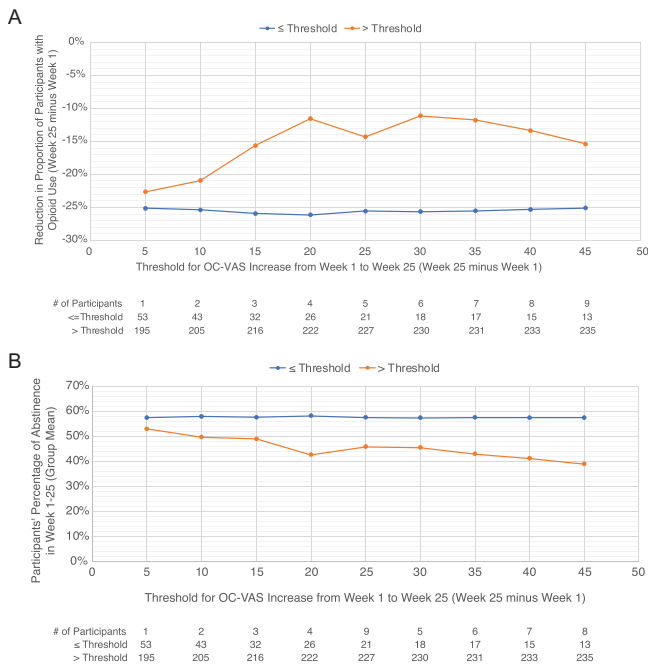 A
≤ Threshold > Threshold
Reduction in Proportion of Participants with
Opioid Use (Week 25 minus Week 1)
0%
-5%
-10%
-15%
-20%
-25%
-30%
0 5 10 15 20 25 30 35 40 45 50
Threshold for OC-VAS Increase from Week 1 to Week 25 (Week 25 minus Week 1)
# of Participants 1 2 3 4 5 6 7 8 9
<=Threshold 53 43 32 26 21 18 17 15 13
> Threshold 195 205 216 222 227 230 231 233 235
B
≤ Threshold > Threshold
Participants' Percentage of Abstinence
in Week 1-25 (Group Mean)
70%
60%
50%
40%
30%
20%
10%
0%
0 5 10 15 20 25 30 35 40 45 50
Threshold for OC-VAS Increase from Week 1 to Week 25 (Week 25 minus Week 1)
# of Participants 1 2 3 4 9 5 6 7 8
≤ Threshold 53 43 32 26 21 18 17 15 13
> Threshold 195 205 216 222 227 230 231 233 235